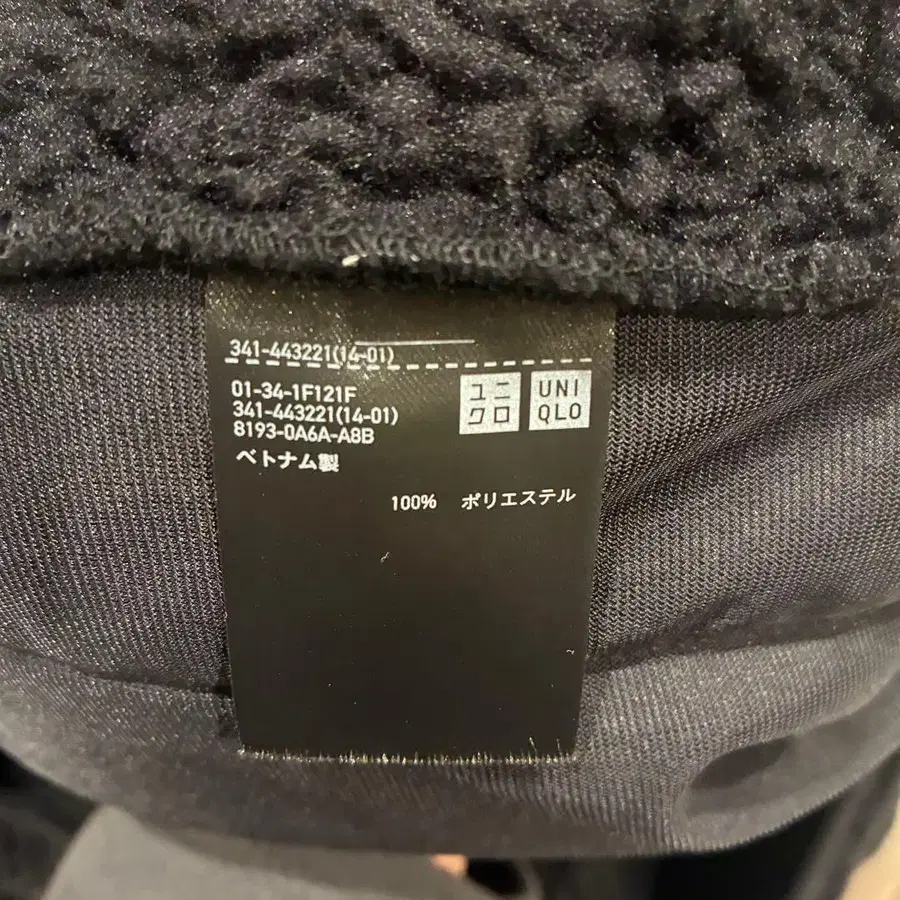 341-443221(14-01)
01-34-1F121F
341-443221(14-01)
8193-0A6A-A8B
ベトナム製
ユニ
クロ
UNI
QLO
100% ポリエステル